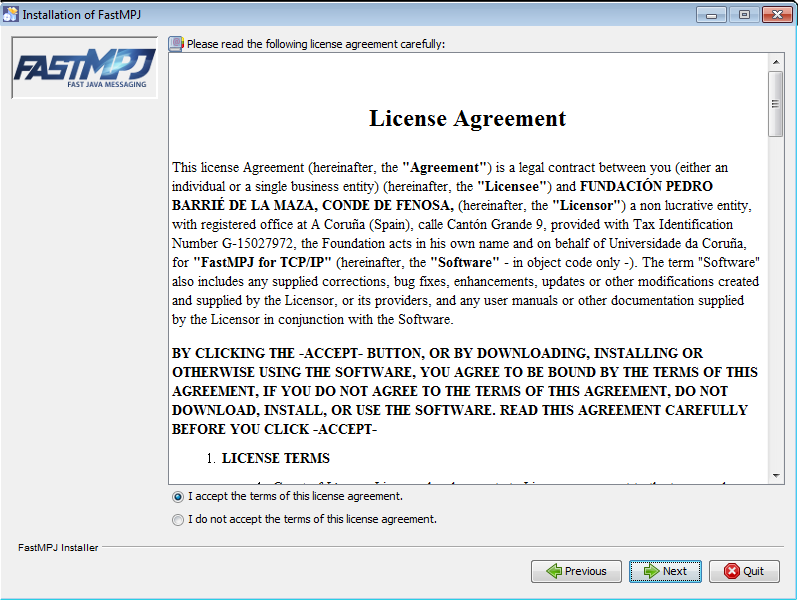 Installation of FastMPJ
FASTMPJ
FAST JAVA MESSAGING
Please read the following license agreement carefully:
License Agreement
This license Agreement (hereinafter, the "Agreement") is a legal contract between you (either an
individual or a single business entity) (hereinafter, the "Licensee") and FUNDACIÓN PEDRO
BARRIÉ DE LA MAZA, CONDE DE FENOSA, (hereinafter, the "Licensor") a non lucrative entity,
with registered office at A Coruña (Spain), calle Cantón Grande 9, provided with Tax Identification
Number G-15027972, the Foundation acts in his own name and on behalf of Universidade da Coruña,
for "FastMPJ for TCP/IP" (hereinafter, the "Software" - in object code only -). The term "Software"
also includes any supplied corrections, bug fixes, enhancements, updates or other modifications created
and supplied by the Licensor, or its providers, and any user manuals or other documentation supplied
by the Licensor in conjunction with the Software.
BY CLICKING THE -ACCEPT- BUTTON, OR BY DOWNLOADING, INSTALLING OR
OTHERWISE USING THE SOFTWARE, YOU AGREE TO BE BOUND BY THE TERMS OF THIS
AGREEMENT, IF YOU DO NOT AGREE TO THE TERMS OF THIS AGREEMENT, DO NOT
DOWNLOAD, INSTALL, OR USE THE SOFTWARE. READ THIS AGREEMENT CAREFULLY
BEFORE YOU CLICK -ACCEPT-
1. LICENSE TERMS
I accept the terms of this license agreement.
I do not accept the terms of this license agreement.
FastMPJ Installer
Previous Next Quit